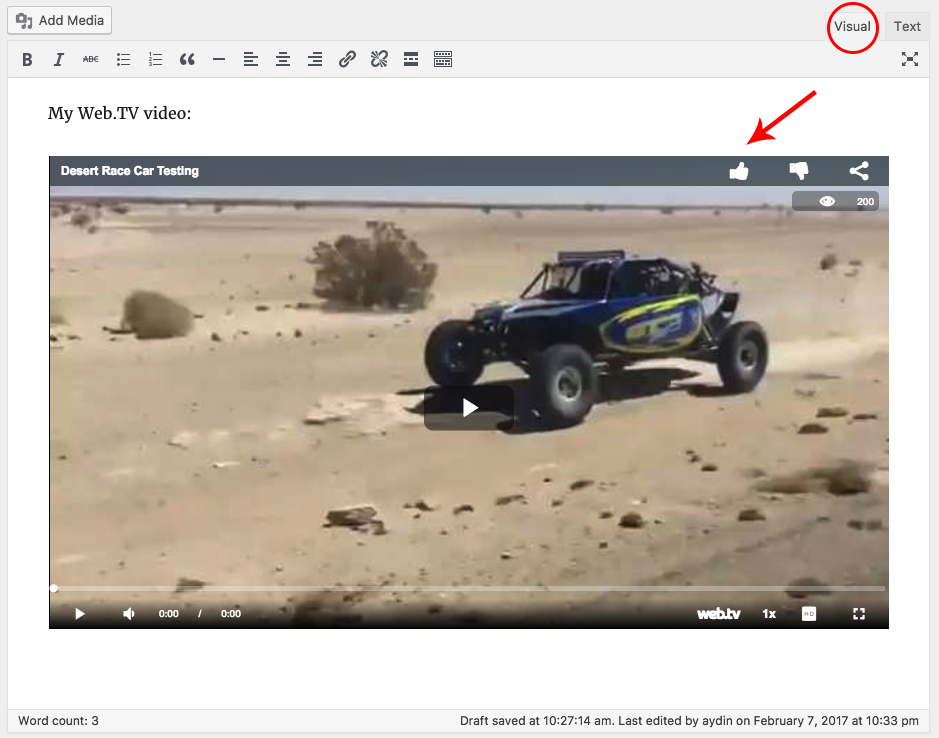 Add Media
Visual Text
B I ABC
My Web.TV video:
Desert Race Car Testing
200
0:00 / 0:00 web.tv 1x HD
Word count: 3 Draft saved at 10:27:14 am. Last edited by aydin on February 7, 2017 at 10:33 pm